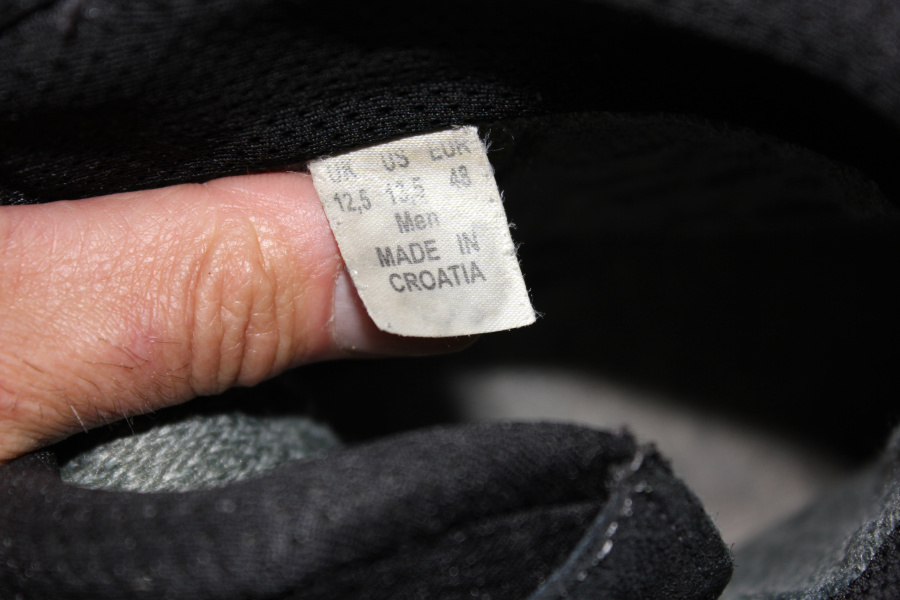 UK US EUR
12,5 13,5 48
Men
MADE IN
CROATIA